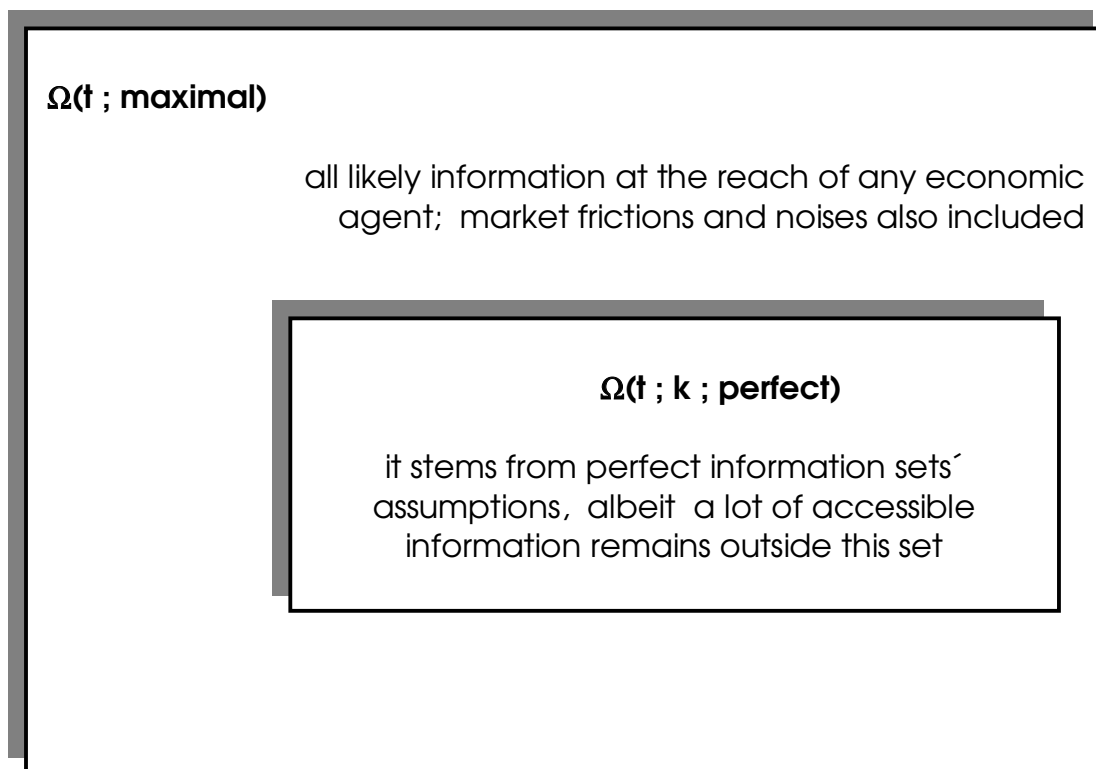 Ω(t ; maximal)
all likely information at the reach of any economic
agent; market frictions and noises also included
Ω(t ; k ; perfect)
it stems from perfect information sets´
assumptions, albeit a lot of accessible
information remains outside this set